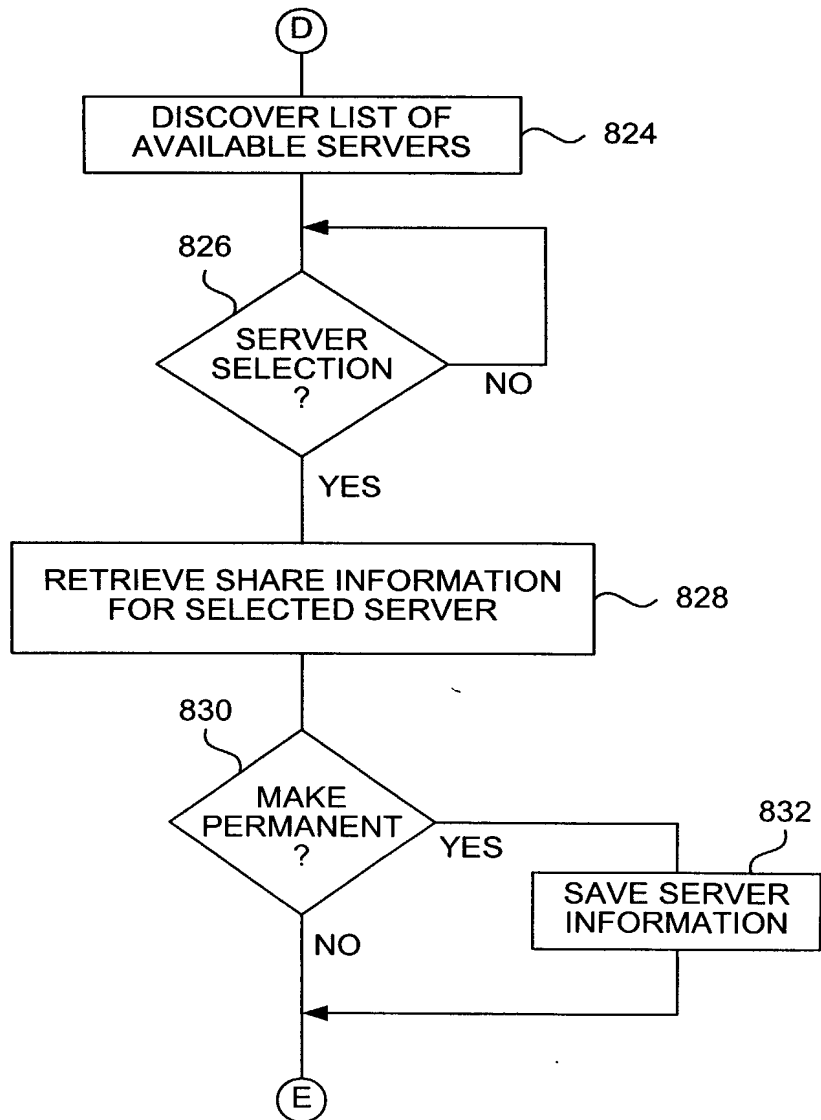 D
DISCOVER LIST OF
AVAILABLE SERVERS
824
826
SERVER
SELECTION
?
NO
YES
RETRIEVE SHARE INFORMATION
FOR SELECTED SERVER
828
830
MAKE
PERMANENT
?
YES
832
SAVE SERVER
INFORMATION
NO
E